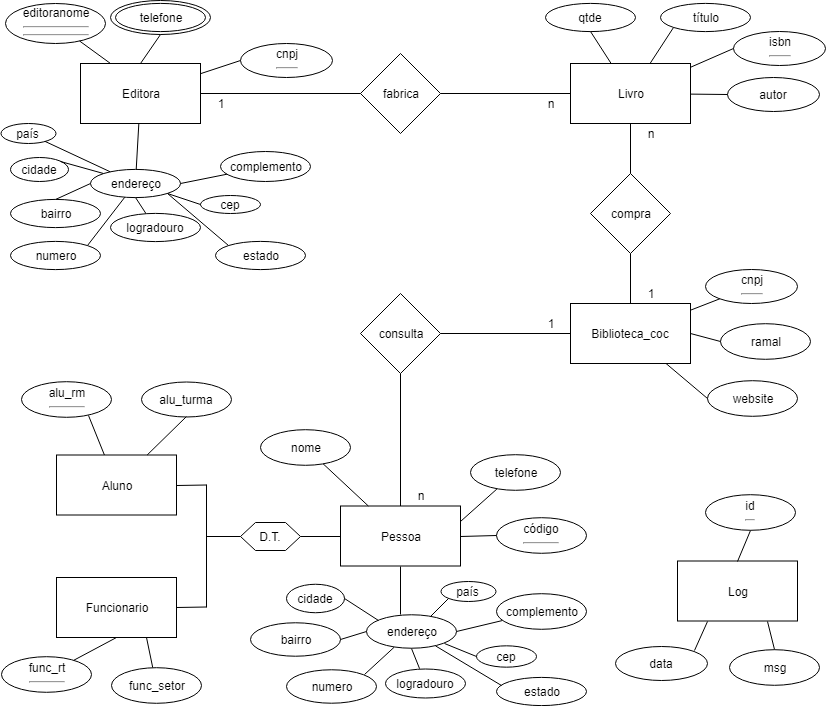 editoranome
telefone
cnpj
qtde
título
isbn
autor
Editora
1
fabrica
n
Livro
n
país
cidade
bairro
numero
endereço
logradouro
complemento
cep
estado
compra
1
cnpj
ramal
website
Biblioteca_coc
1
consulta
n
alu_rm
alu_turma
Aluno
nome
telefone
código
D.T.
Pessoa
Funcionario
func_rt
func_setor
cidade
bairro
numero
endereço
logradouro
país
complemento
cep
estado
id
Log
data
msg